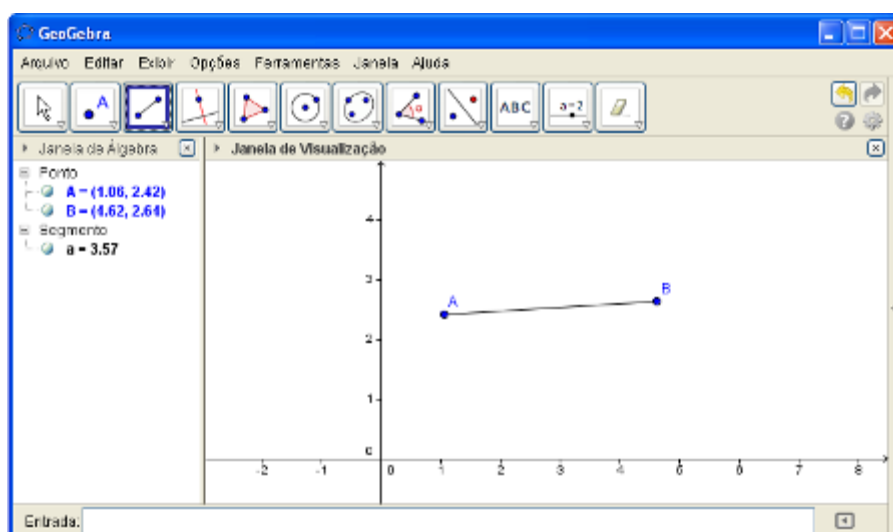 GeoGebra
Arquivo Editar Exibir Opções Ferramentas Janela Ajuda
A
α
ABC
a=2
Janela de Álgebra
Janela de Visualização
Ponto
A = (1.06, 2.42)
B = (4.62, 2.64)
Segmento
a = 3.57
4
3
2
1
0
A
B
-2 -1 0 1 2 3 4 5 6 7 8
Entrada: